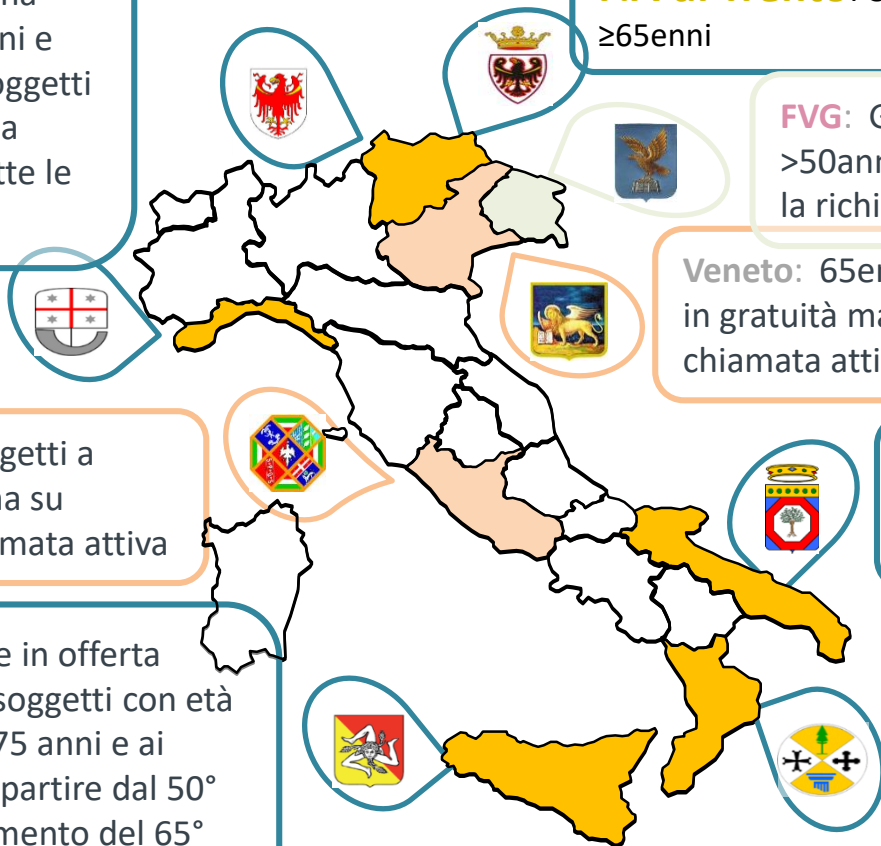 ni e
oggetti
a
tte le
≥65enni
FVG: G
>50ann
la richi
Veneto: 65en
in gratuità ma
chiamata atti
getti a
na su
amata attiva
e in offerta
soggetti con età
75 anni e ai
partire dal 50°
mento del 65°